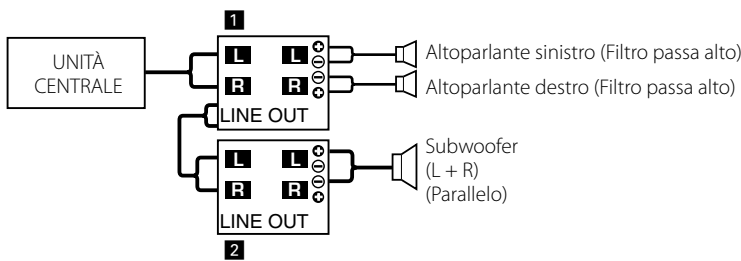 1
UNITÀ
CENTRALE
L L ⊕ ⊖
R R ⊖ ⊕
LINE OUT
Altoparlante sinistro (Filtro passa alto)
Altoparlante destro (Filtro passa alto)
L L ⊕ ⊖
R R ⊖ ⊕
LINE OUT
Subwoofer
(L + R)
(Parallelo)
2